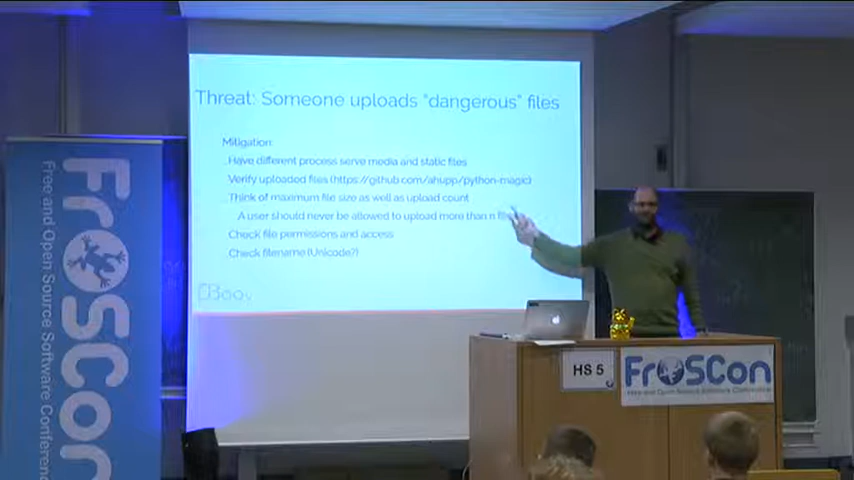 Threat: Someone uploads "dangerous" files
Mitigation:
Have different process serve media and static files
Verify uploaded files (https://github.com/ahupp/python-magic)
Think of maximum file size as well as upload count
A user should never be allowed to upload more than n
Check file permissions and access
Check filename (Unicode?)
FrOSCon
Free and Open Source Software Conference
HS 5
FrOSCon
Free and Open Source Software Conference